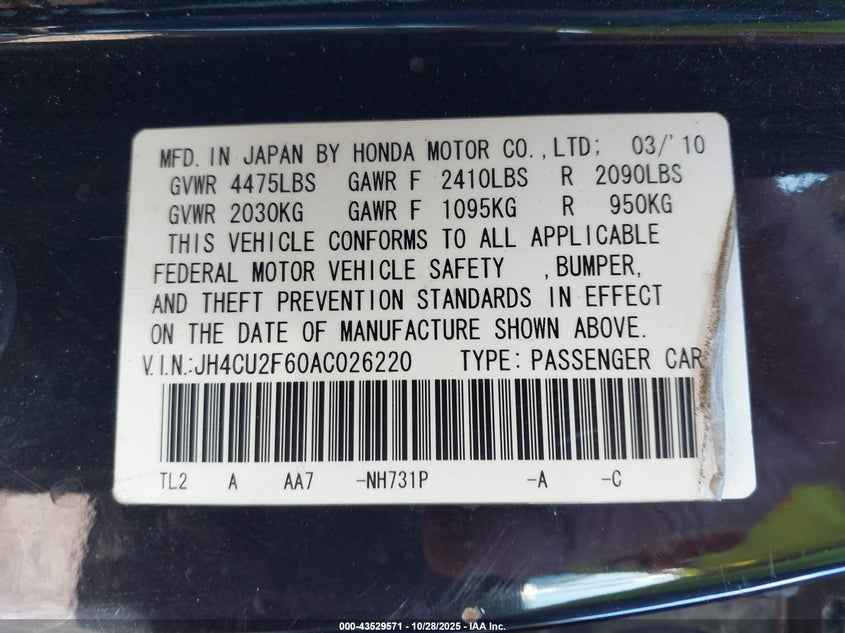 MFD. IN JAPAN BY HONDA MOTOR CO.,LTD; 03/'10
GVWR 4475LBS GAWR F 2410LBS R 2090LBS
GVWR 2030KG GAWR F 1095KG R 950KG
THIS VEHICLE CONFORMS TO ALL APPLICABLE
FEDERAL MOTOR VEHICLE SAFETY ,BUMPER,
AND THEFT PREVENTION STANDARDS IN EFFECT
ON THE DATE OF MANUFACTURE SHOWN ABOVE.
V.I.N.:JH4CU2F60AC026220 TYPE: PASSENGER CAR
TL2 A AA7 -NH731P -A -C
000-43529571 | 10/28/2025 - IAA Inc.